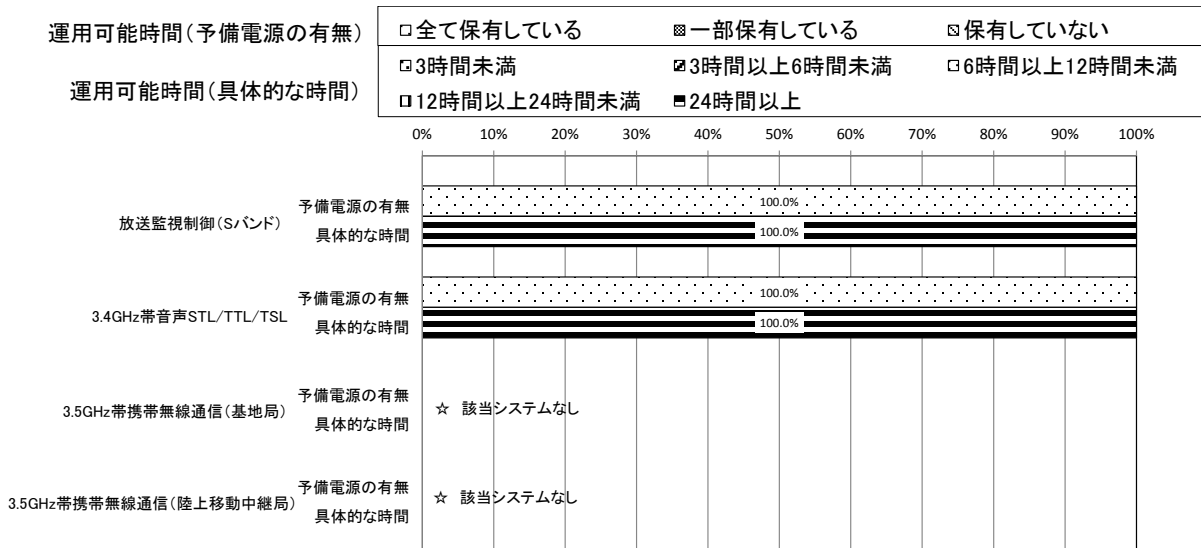 運用可能時間(予備電源の有無)
全て保有している 一部保有している 保有していない
運用可能時間(具体的な時間)
3時間未満 3時間以上6時間未満 6時間以上12時間未満
12時間以上24時間未満 24時間以上
0% 10% 20% 30% 40% 50% 60% 70% 80% 90% 100%
放送監視制御(Sバンド)
予備電源の有無 100.0%
具体的な時間 100.0%
3.4GHz帯音声STL/TTL/TSL
予備電源の有無 100.0%
具体的な時間 100.0%
3.5GHz帯携帯無線通信(基地局)
予備電源の有無
具体的な時間
☆ 該当システムなし
3.5GHz帯携帯無線通信(陸上移動中継局)
予備電源の有無
具体的な時間
☆ 該当システムなし